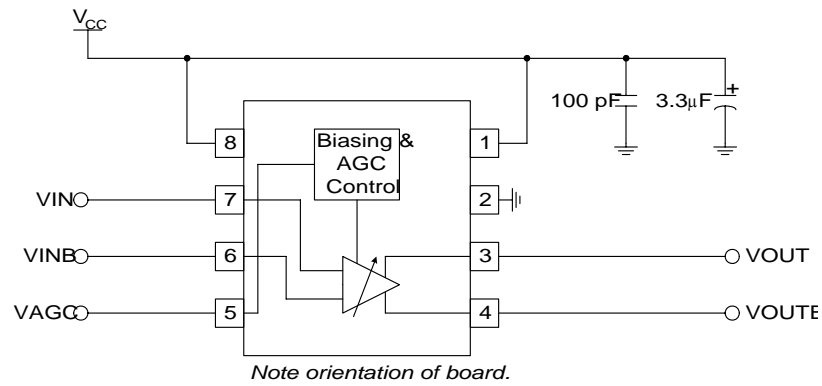 VCC
100 pF
3.3µF
+
8
Biasing &
AGC
Control
1
VIN
7
2
VINB
6
3
VOUT
VAGC
5
4
VOUTB
Note orientation of board.